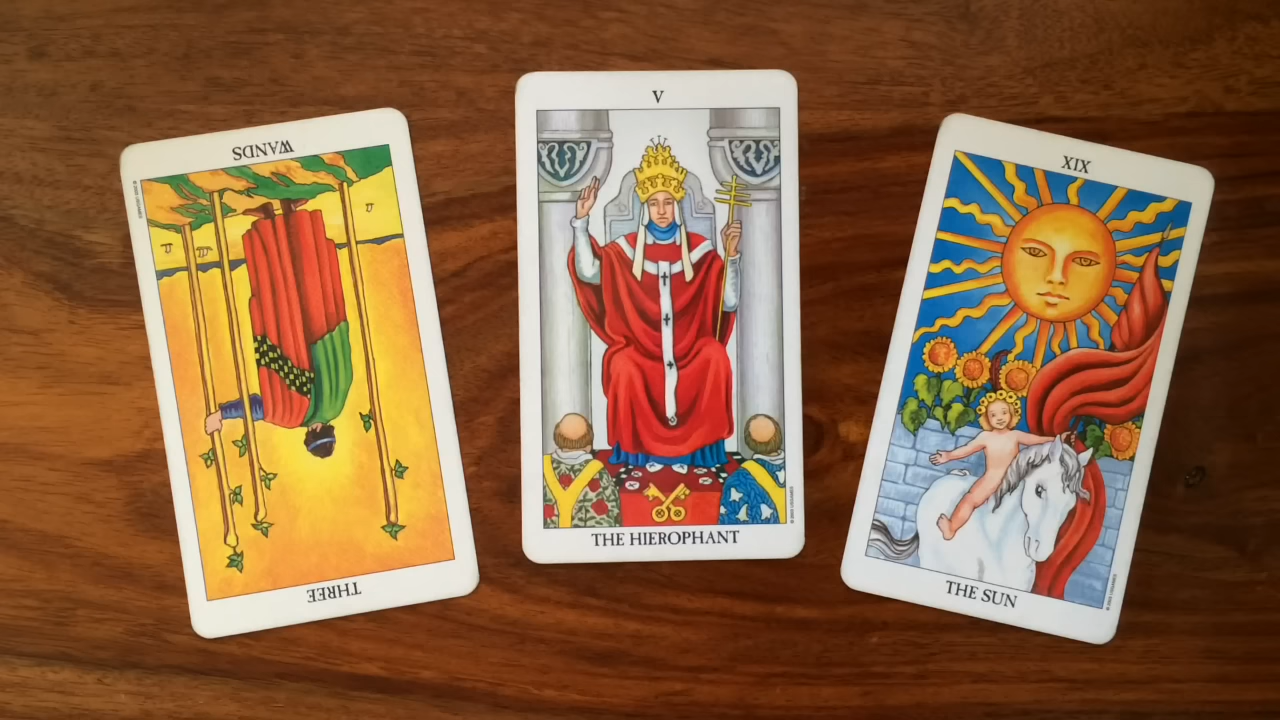 WANDS
THREE
V
THE HIEROPHANT
XIX
THE SUN